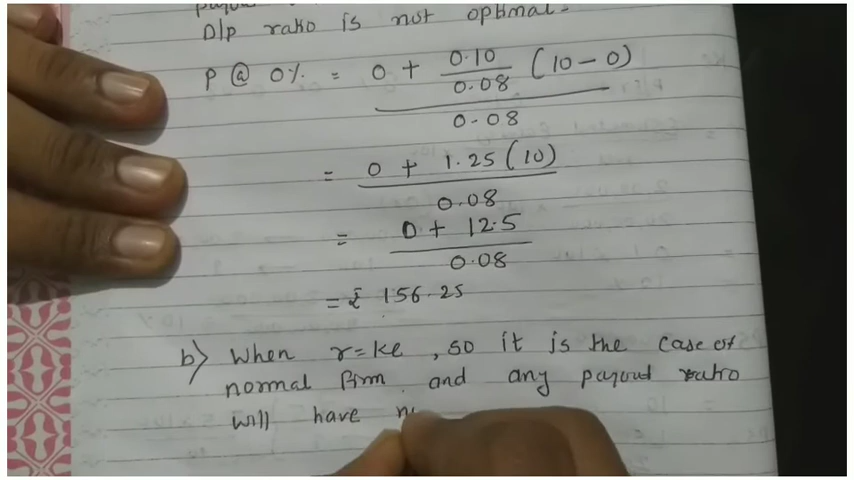 D/p ratio is not optimal.
P @ 0% = 0 + 0.10/0.08 (10 - 0)
0.08
= 0 + 1.25 (10)
0.08
= 0 + 12.5
0.08
= ₹ 156.25
b) When r = ke , so it is the case of
normal firm and any payout ratio
will have